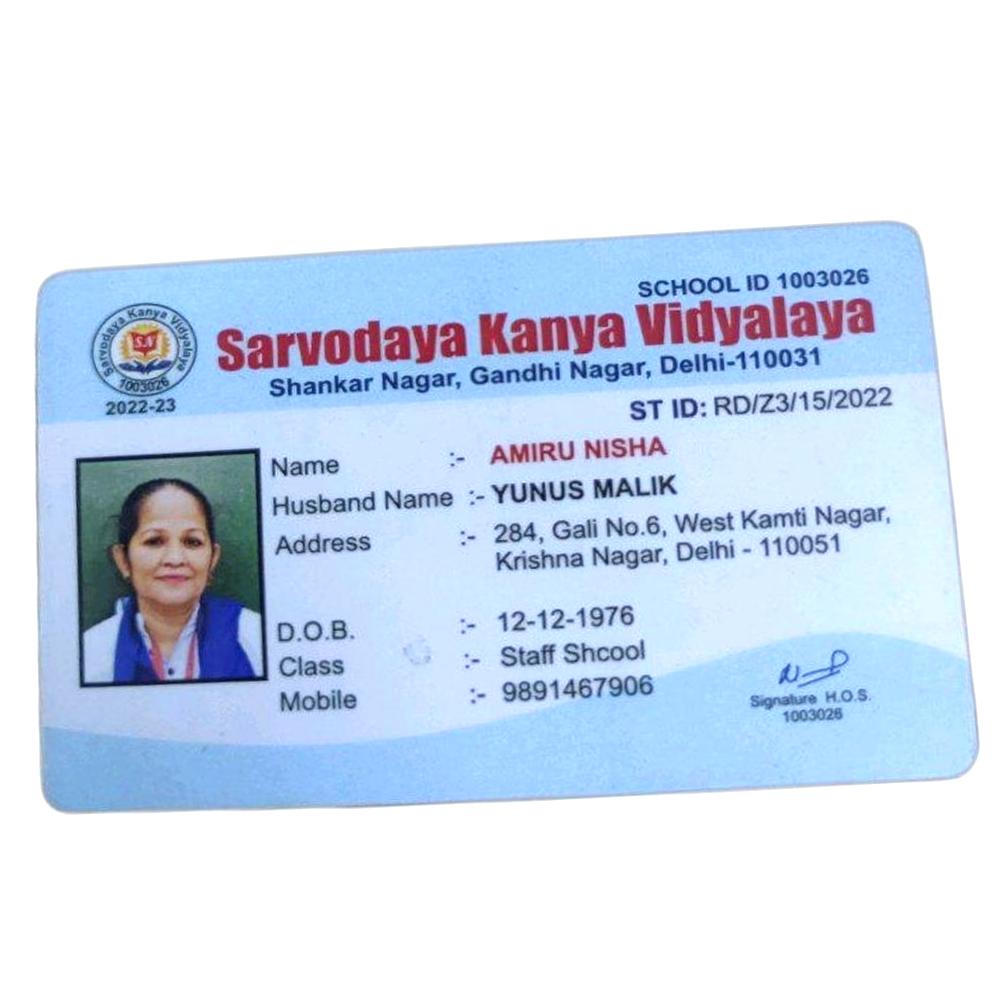 SCHOOL ID 1003026
Sarvodaya Kanya Vidyalaya
Shankar Nagar, Gandhi Nagar, Delhi-110031
Sarvodaya Kanya Vidyalaya
S.V
1003026
2022-23
ST ID: RD/Z3/15/2022
Name :- AMIRU NISHA
Husband Name :- YUNUS MALIK
Address :- 284, Gali No.6, West Kamti Nagar,
Krishna Nagar, Delhi - 110051
D.O.B. :- 12-12-1976
Class :- Staff Shcool
Mobile :- 9891467906
Signature H.O.S.
1003026